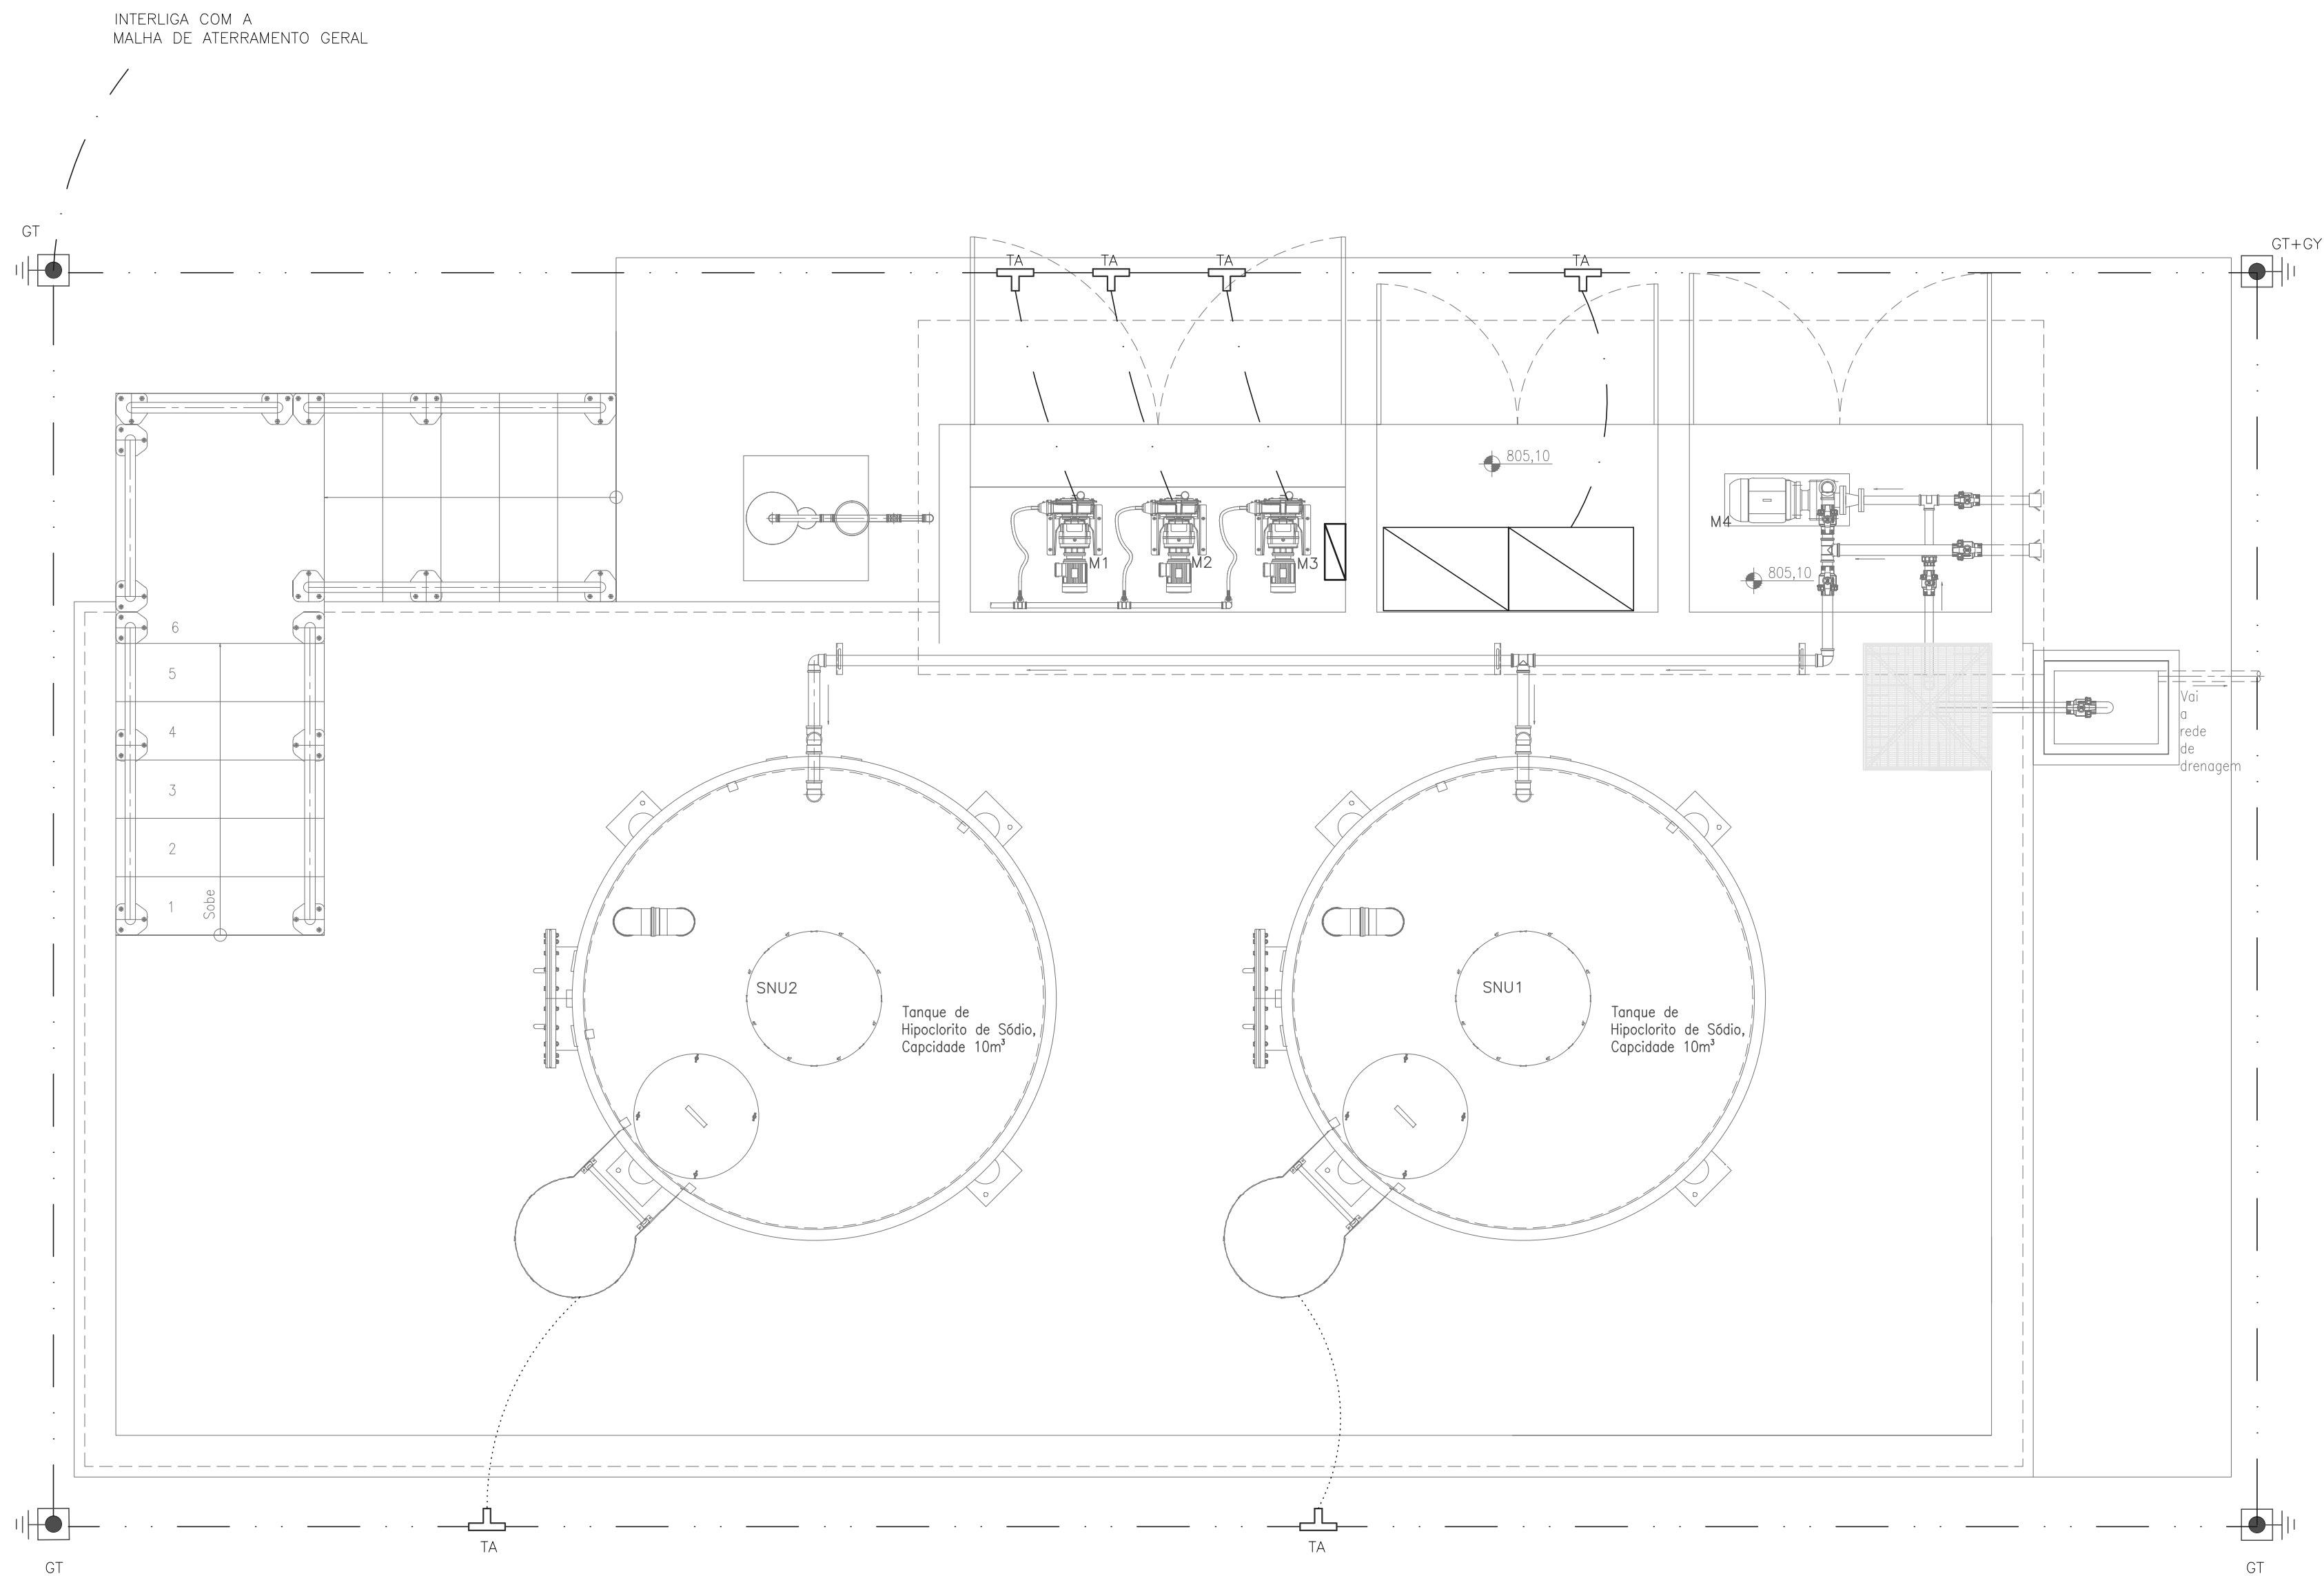 INTERLIGA COM A
MALHA DE ATERRAMENTO GERAL
GT
GT+GY
TA
TA
TA
TA
805,10
M4
M1
M2
M3
805,10
6
5
4
3
2
1
Sobe
Vai
a
rede
de
drenagem
SNU2
Tanque de
Hipoclorito de Sódio,
Capcidade 10m³
SNU1
Tanque de
Hipoclorito de Sódio,
Capcidade 10m³
TA
TA
GT
GT